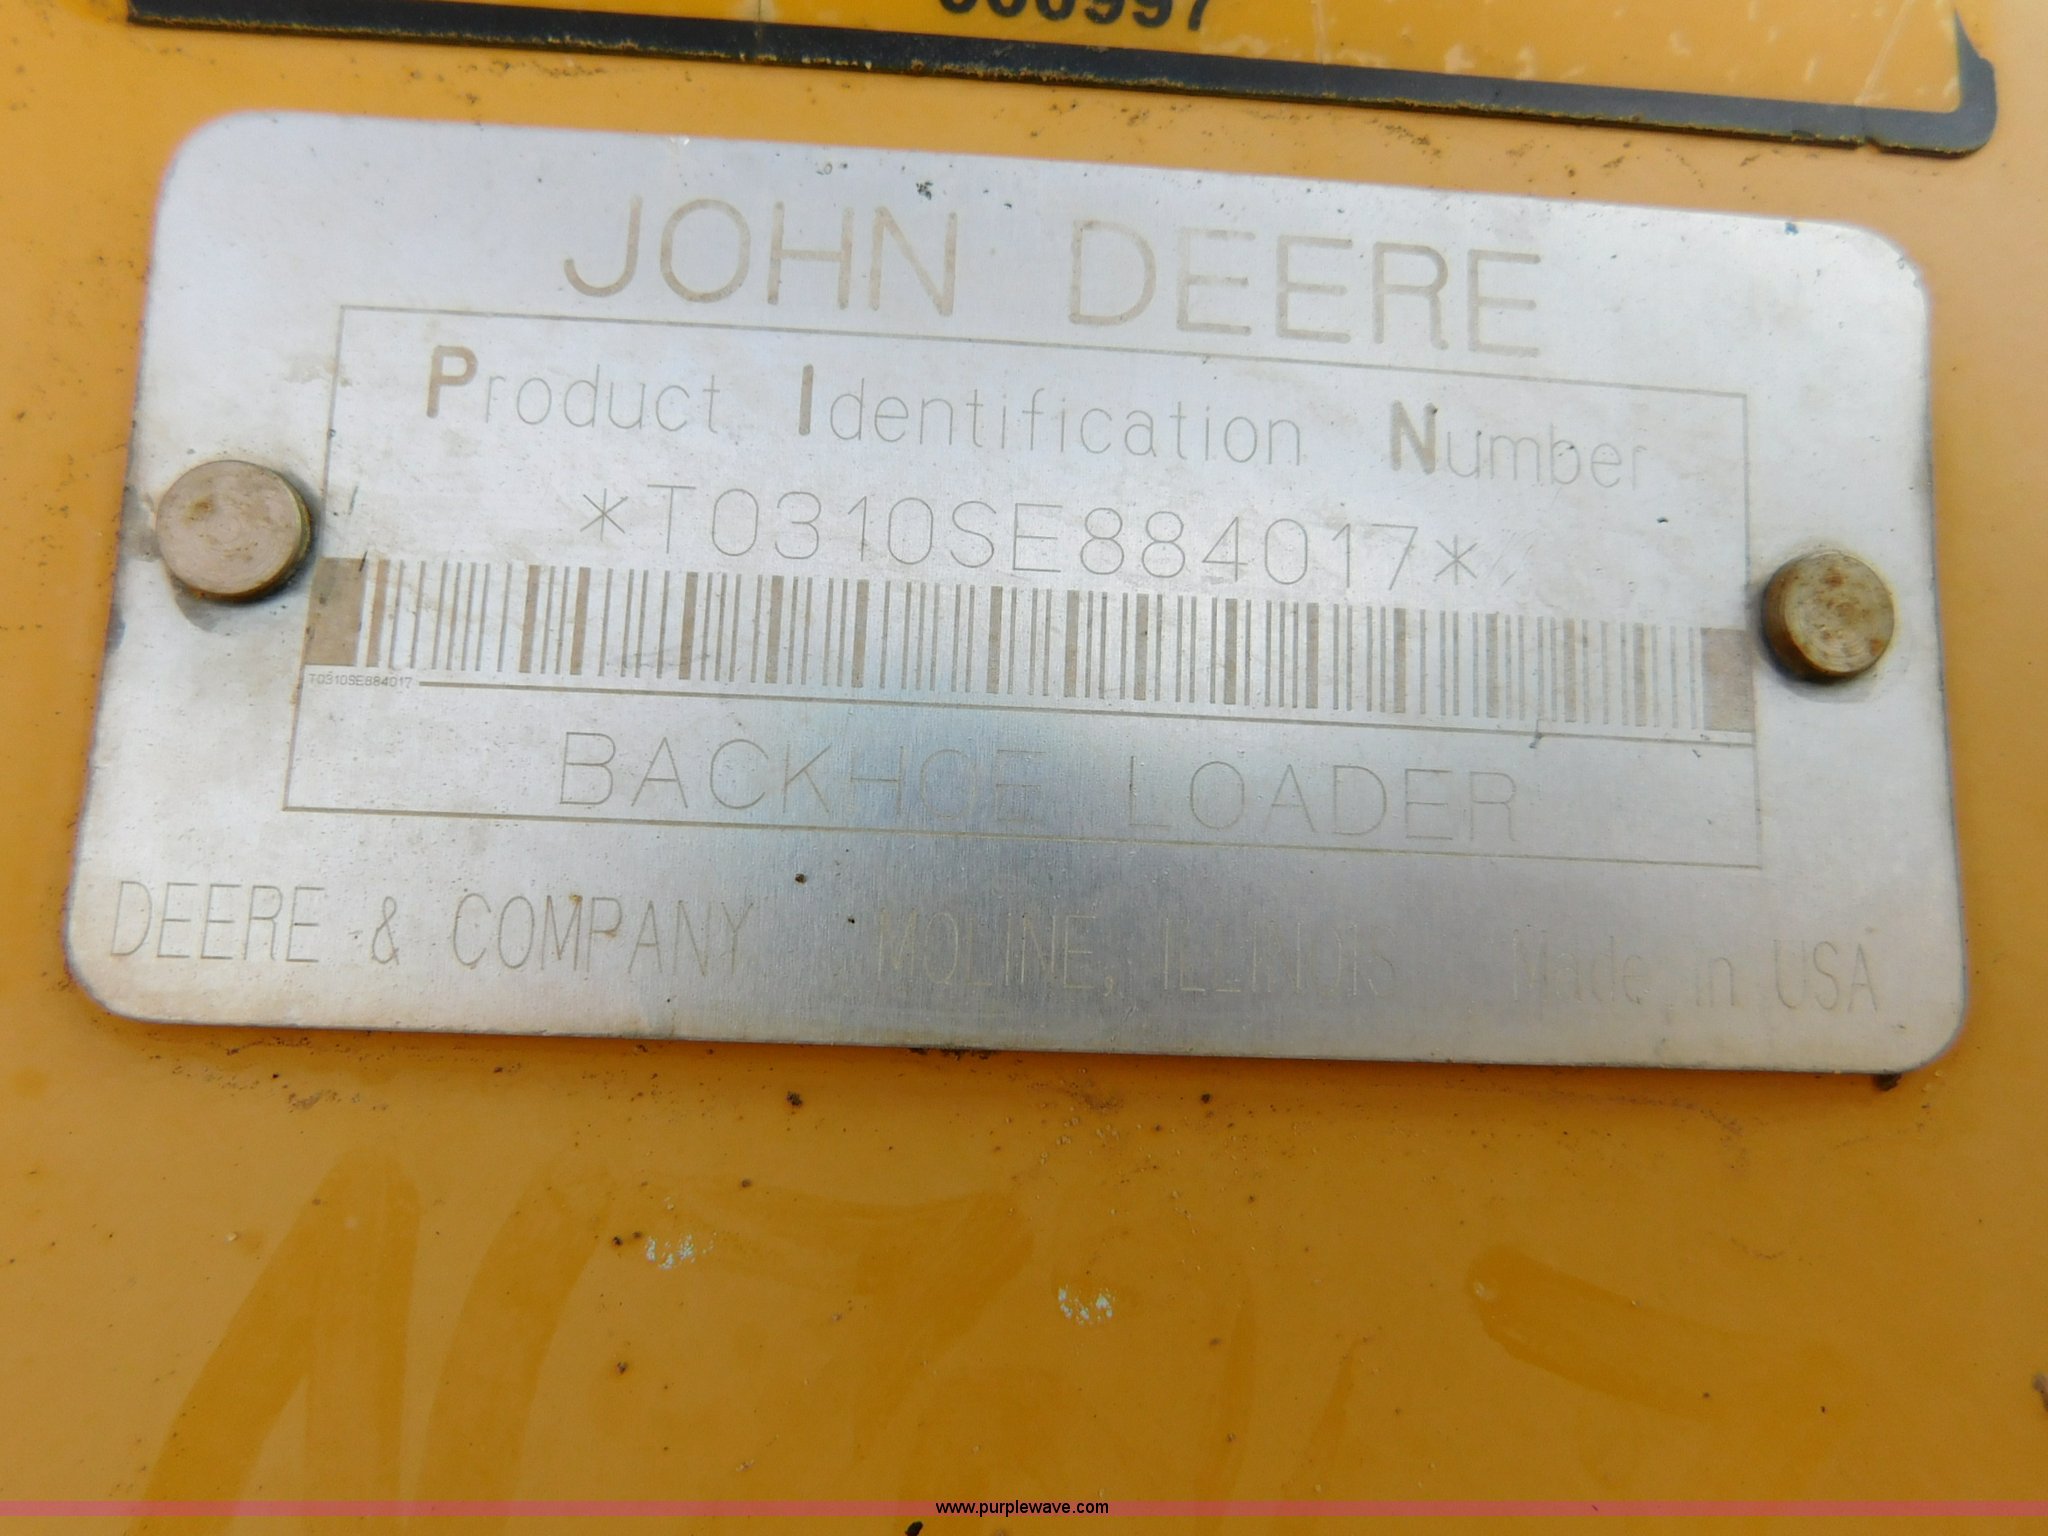 JOHN DEERE
Product Identification Number
*T0310SE884017*
T0310SE884017
BACKHOE LOADER
DEERE & COMPANY MOLINE, ILLINOIS Made in USA
www.purplewave.com